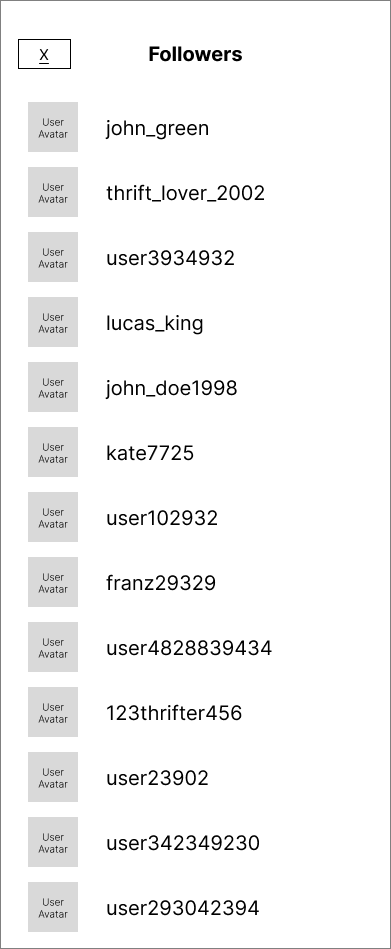 X
Followers
User
Avatar
john_green
User
Avatar
thrift_lover_2002
User
Avatar
user3934932
User
Avatar
lucas_king
User
Avatar
john_doe1998
User
Avatar
kate7725
User
Avatar
user102932
User
Avatar
franz29329
User
Avatar
user4828839434
User
Avatar
123thrifter456
User
Avatar
user23902
User
Avatar
user342349230
User
Avatar
user293042394